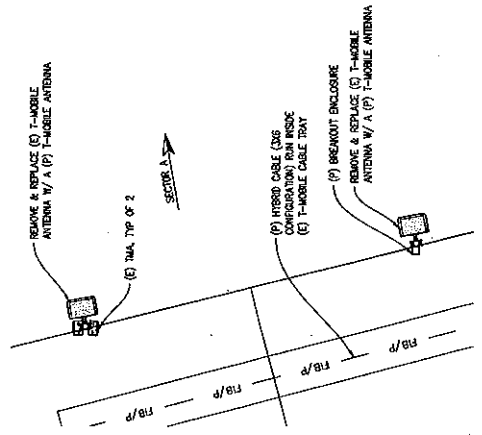 REMOVE & REPLACE (E) T-MOBILE
ANTENNA W/ A (P) T-MOBILE ANTENNA
(E) TMA, TYP OF 2
SECTOR A
(P) HYBRID CABLE (3X6
CONFIGURATION) RUN INSIDE
(E) T-MOBILE CABLE TRAY
(P) BREAKOUT ENCLOSURE
REMOVE & REPLACE (E) T-MOBILE
ANTENNA W/ A (P) T-MOBILE ANTENNA
FIB/P
FIB/P
FIB/P
FIB/P